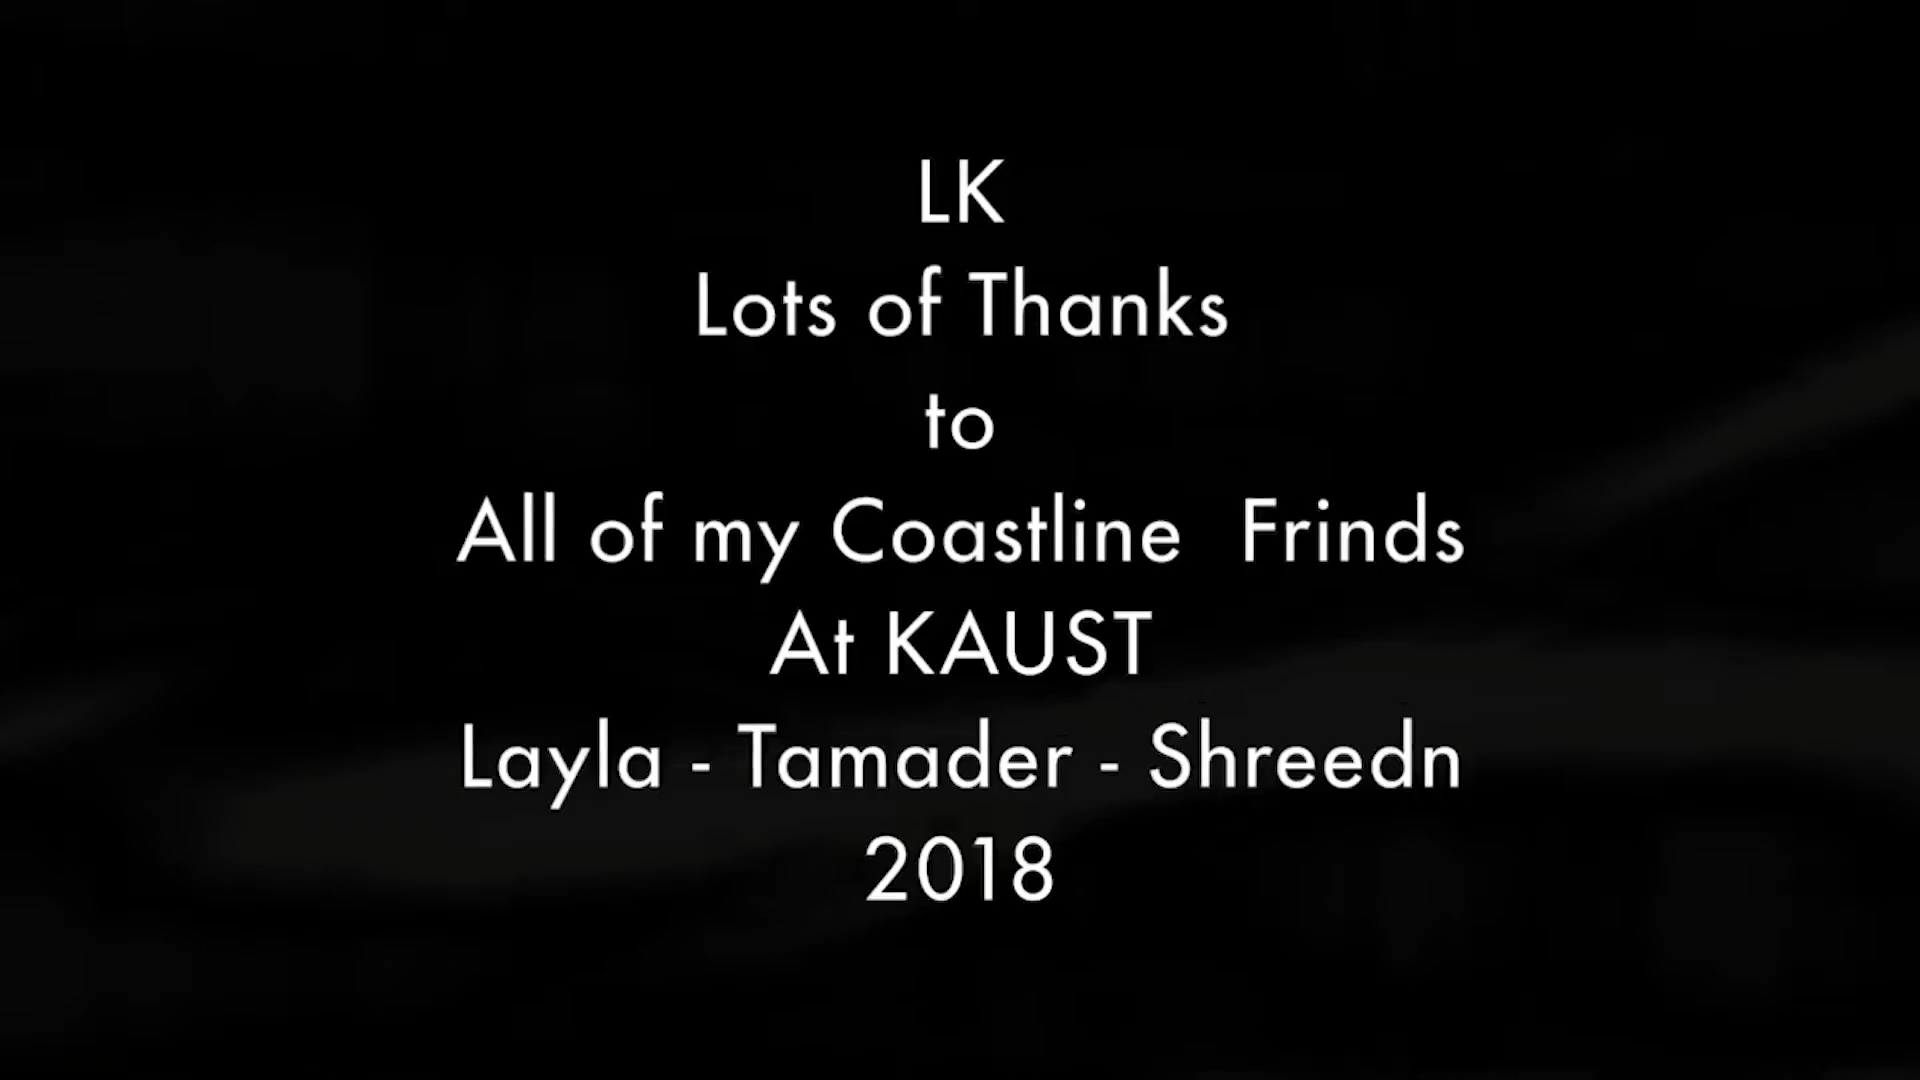 LK
Lots of Thanks
to
All of my Coastline  Frinds
At KAUST
Layla - Tamader - Shreedn
2018